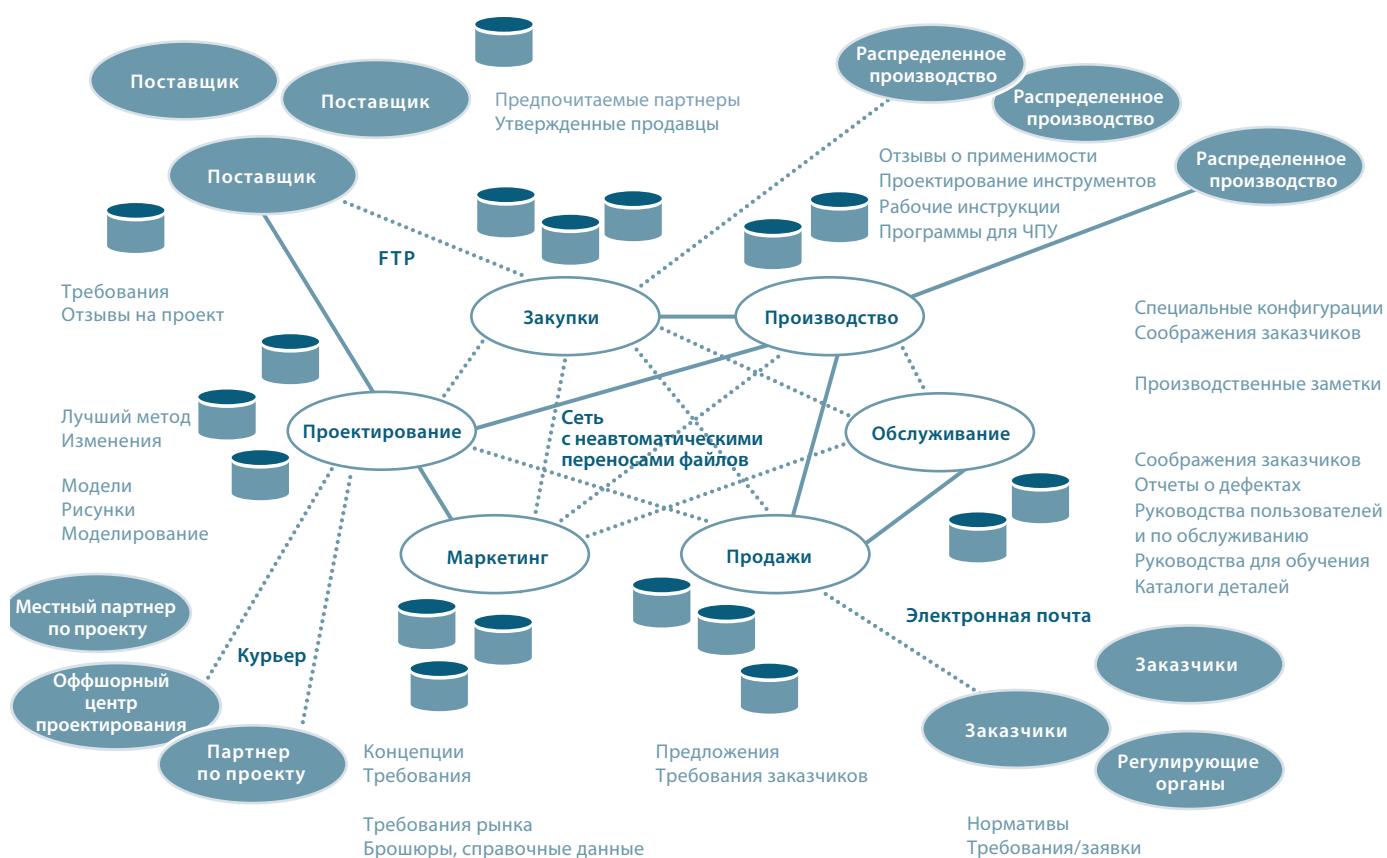 Поставщик
Поставщик
Предпочитаемые партнеры
Утвержденные продавцы
Распределенное
производство
Распределенное
производство
Распределенное
производство
Поставщик
Отзывы о применимости
Проектирование инструментов
Рабочие инструкции
Программы для ЧПУ
FTP
Требования
Отзывы на проект
Закупки
Производство
Специальные конфигурации
Соображения заказчиков
Производственные заметки
Лучший метод
Изменения
Модели
Рисунки
Моделирование
Проектирование
Сеть
с неавтоматическими
переносами файлов
Обслуживание
Соображения заказчиков
Отчеты о дефектах
Руководства пользователей
и по обслуживанию
Руководства для обучения
Каталоги деталей
Маркетинг
Продажи
Местный партнер
по проекту
Курьер
Электронная почта
Оффшорный
центр
проектирования
Партнер
по проекту
Заказчики
Заказчики
Регулирующие
органы
Концепции
Требования
Требования рынка
Брошюры, справочные данные
Предложения
Требования заказчиков
Нормативы
Требования/заявки